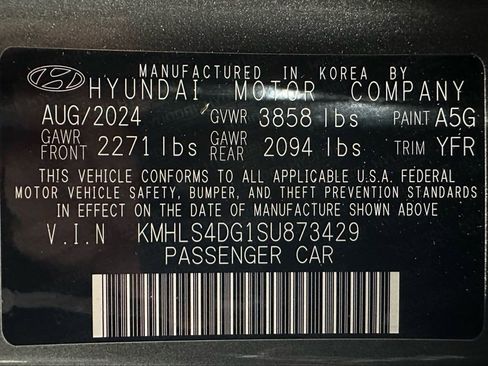 MANUFACTURED IN KOREA BY
HYUNDAI MOTOR COMPANY
AUG/2024 GVWR 3858 lbs PAINT A5G
GAWR FRONT 2271 lbs GAWR REAR 2094 lbs TRIM YFR
THIS VEHICLE CONFORMS TO ALL APPLICABLE U.S.A. FEDERAL
MOTOR VEHICLE SAFETY, BUMPER, AND THEFT PREVENTION STANDARDS
IN EFFECT ON THE DATE OF MANUFACTURE SHOWN ABOVE
V.I.N KMHLS4DG1SU873429
PASSENGER CAR